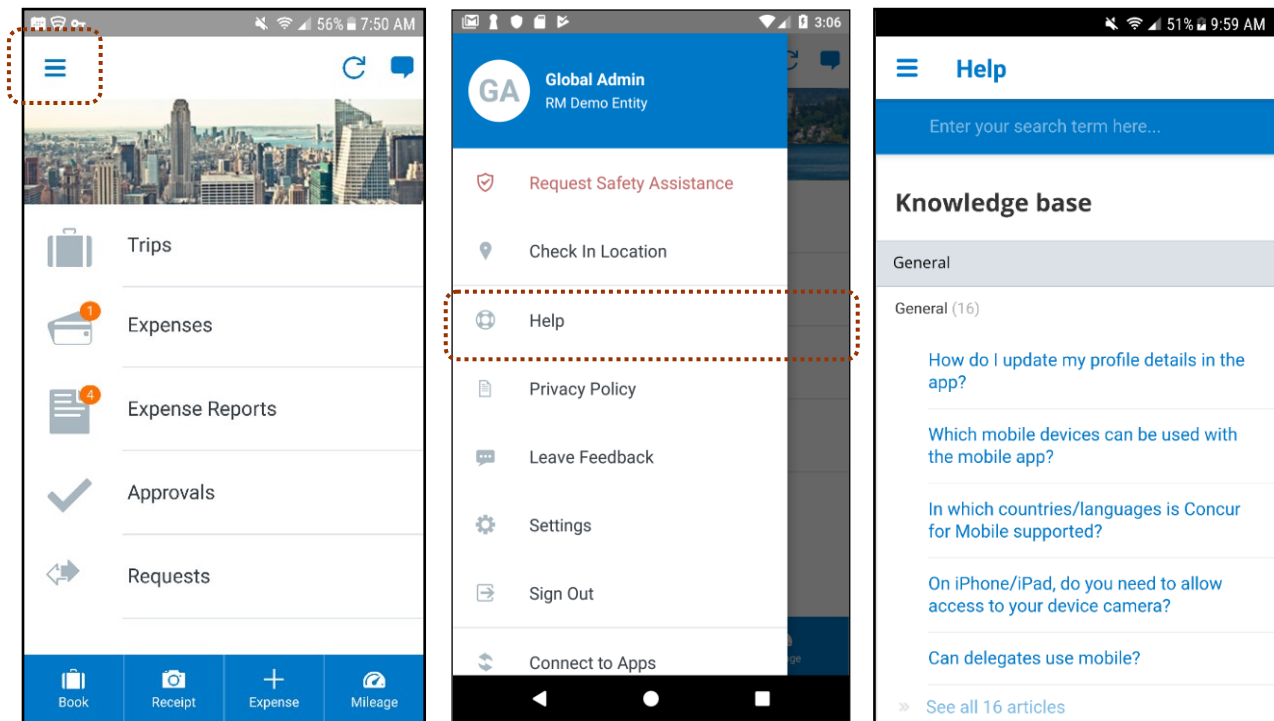 56% 7:50 AM
Trips
1
Expenses
4
Expense Reports
Approvals
Requests
Book
Receipt
Expense
Mileage
3:06
GA
Global Admin
RM Demo Entity
Request Safety Assistance
Check In Location
Help
Privacy Policy
Leave Feedback
Settings
Sign Out
Connect to Apps
ge
51% 9:59 AM
Help
Enter your search term here...
Knowledge base
General
General (16)
How do I update my profile details in the
app?
Which mobile devices can be used with
the mobile app?
In which countries/languages is Concur
for Mobile supported?
On iPhone/iPad, do you need to allow
access to your device camera?
Can delegates use mobile?
» See all 16 articles